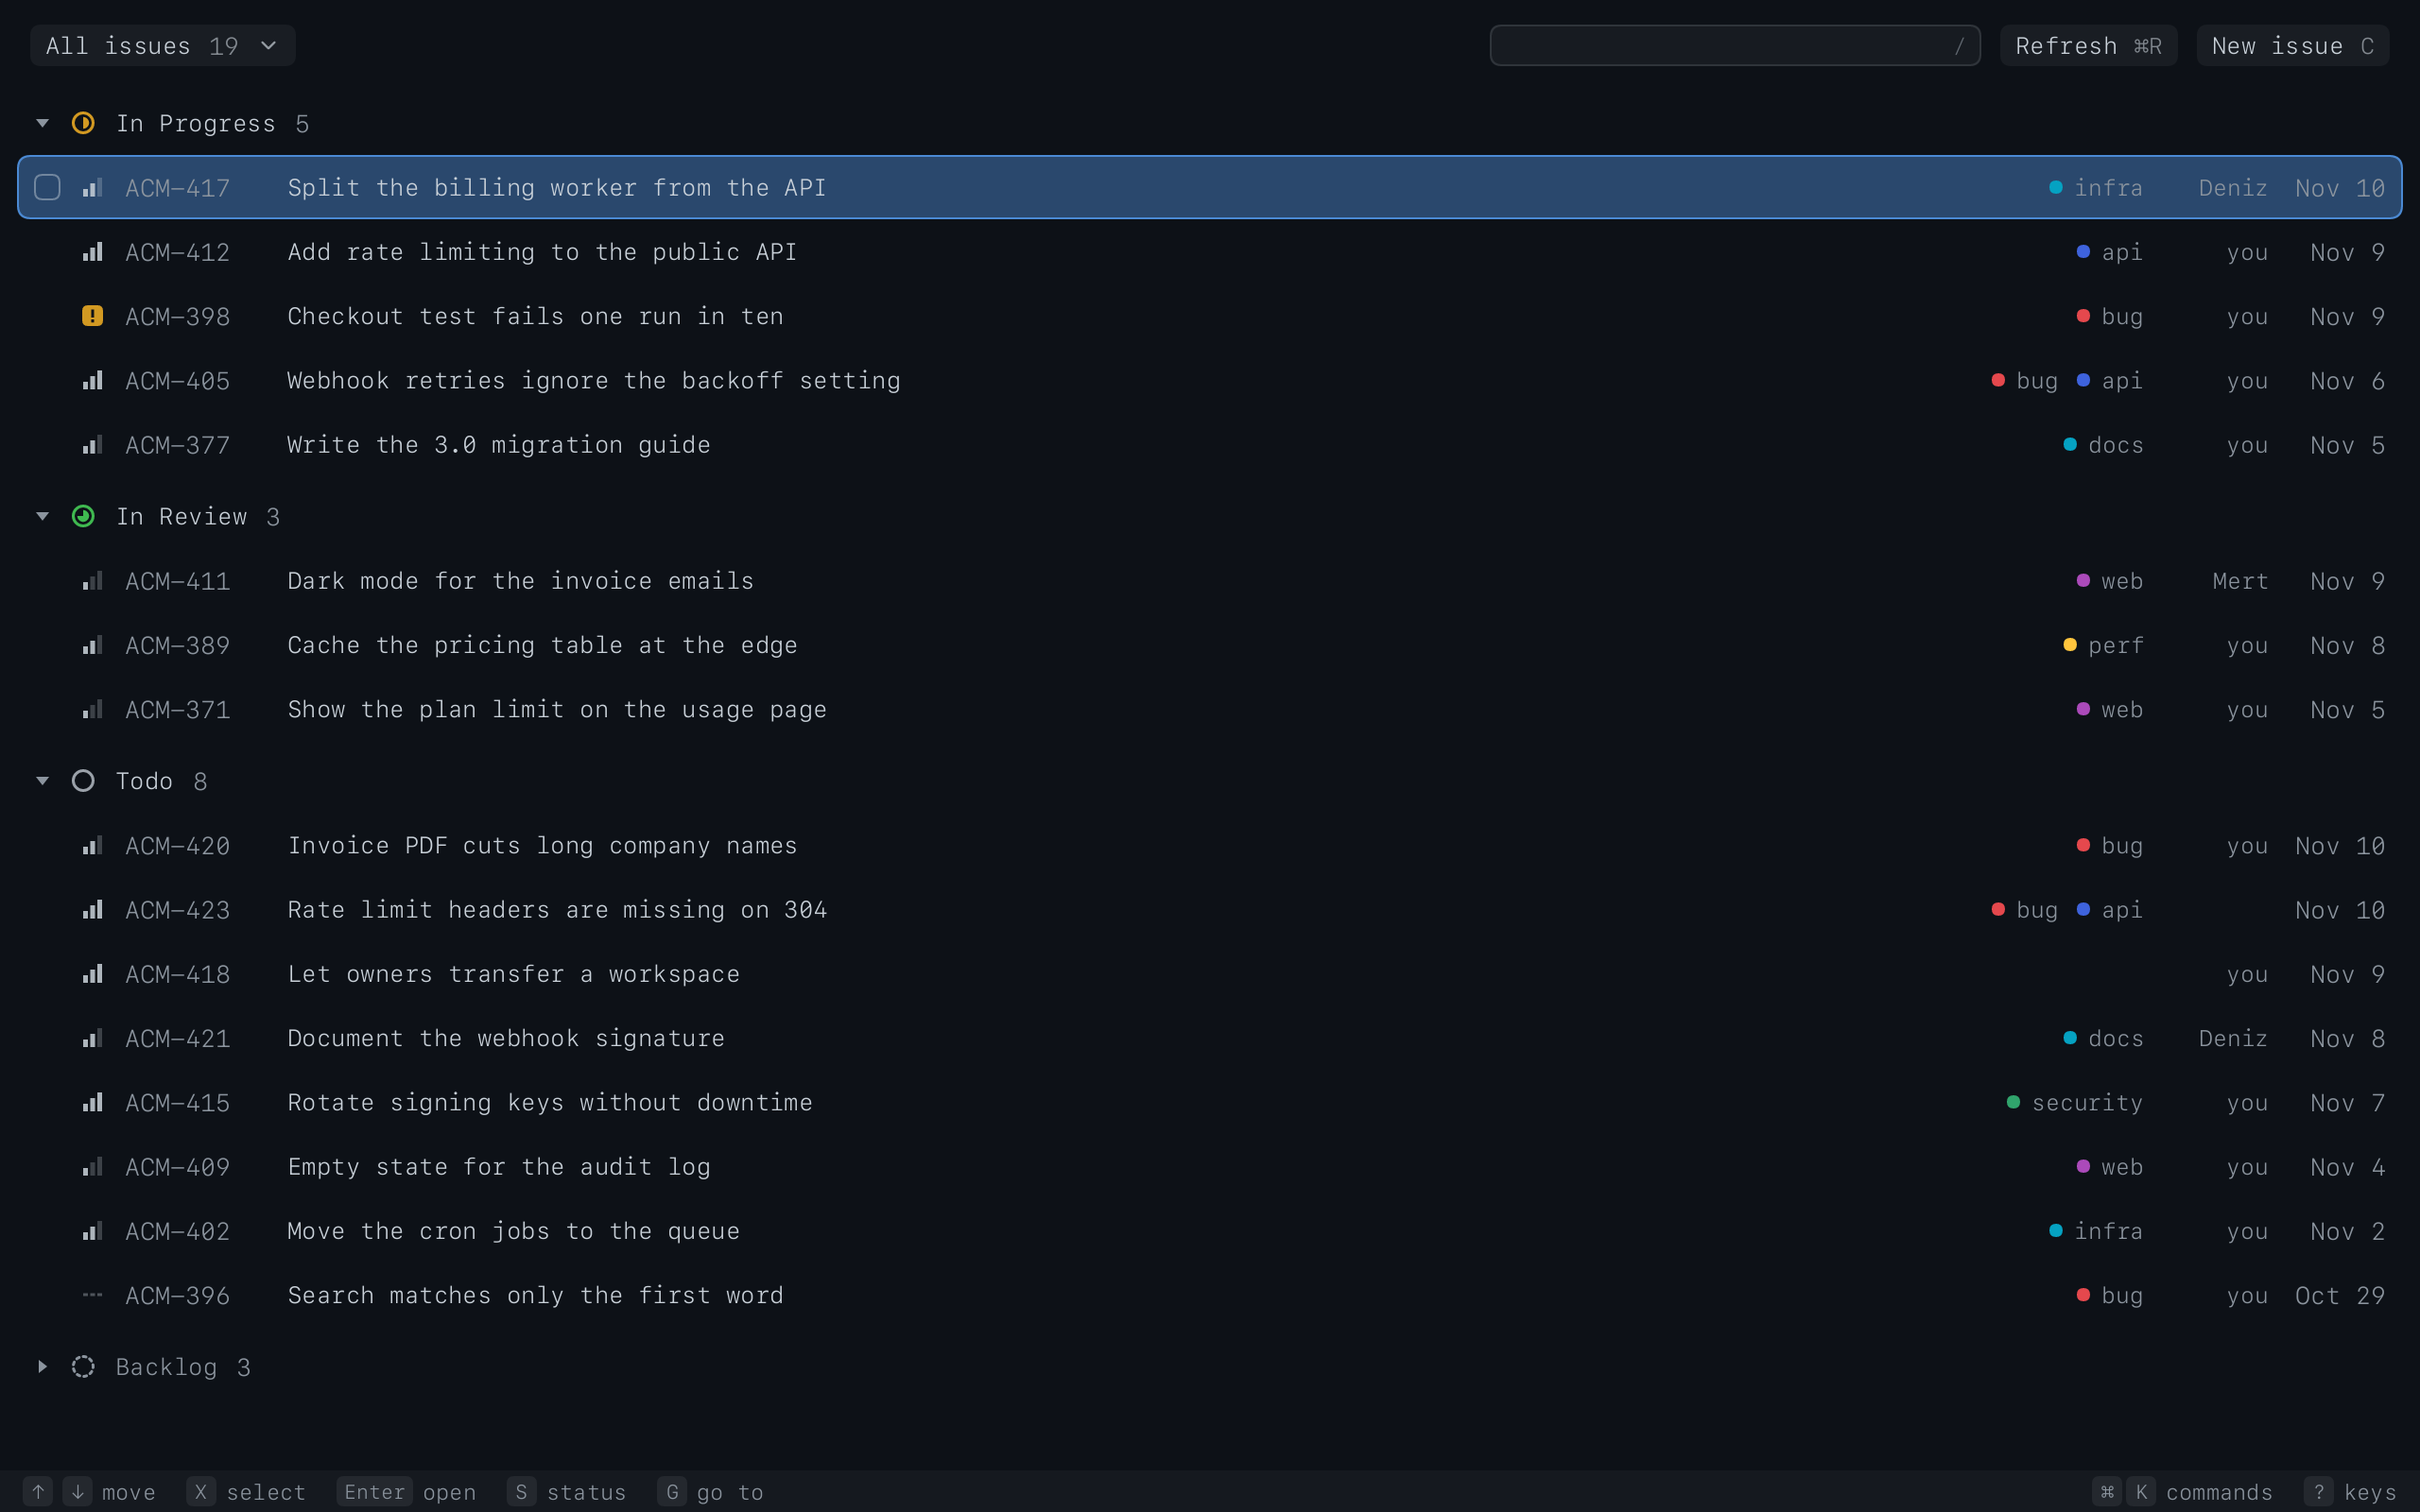 All issues 19 / Refresh ⌘R New issue C
In Progress 5
ACM-417 Split the billing worker from the API infra Deniz Nov 10
ACM-412 Add rate limiting to the public API api you Nov 9
! ACM-398 Checkout test fails one run in ten bug you Nov 9
ACM-405 Webhook retries ignore the backoff setting bug api you Nov 6
ACM-377 Write the 3.0 migration guide docs you Nov 5
In Review 3
ACM-411 Dark mode for the invoice emails web Mert Nov 9
ACM-389 Cache the pricing table at the edge perf you Nov 8
ACM-371 Show the plan limit on the usage page web you Nov 5
Todo 8
ACM-420 Invoice PDF cuts long company names bug you Nov 10
ACM-423 Rate limit headers are missing on 304 bug api Nov 10
ACM-418 Let owners transfer a workspace you Nov 9
ACM-421 Document the webhook signature docs Deniz Nov 8
ACM-415 Rotate signing keys without downtime security you Nov 7
ACM-409 Empty state for the audit log web you Nov 4
ACM-402 Move the cron jobs to the queue infra you Nov 2
ACM-396 Search matches only the first word bug you Oct 29
Backlog 3
↑ ↓ move X select Enter open S status G go to ⌘ K commands ? keys